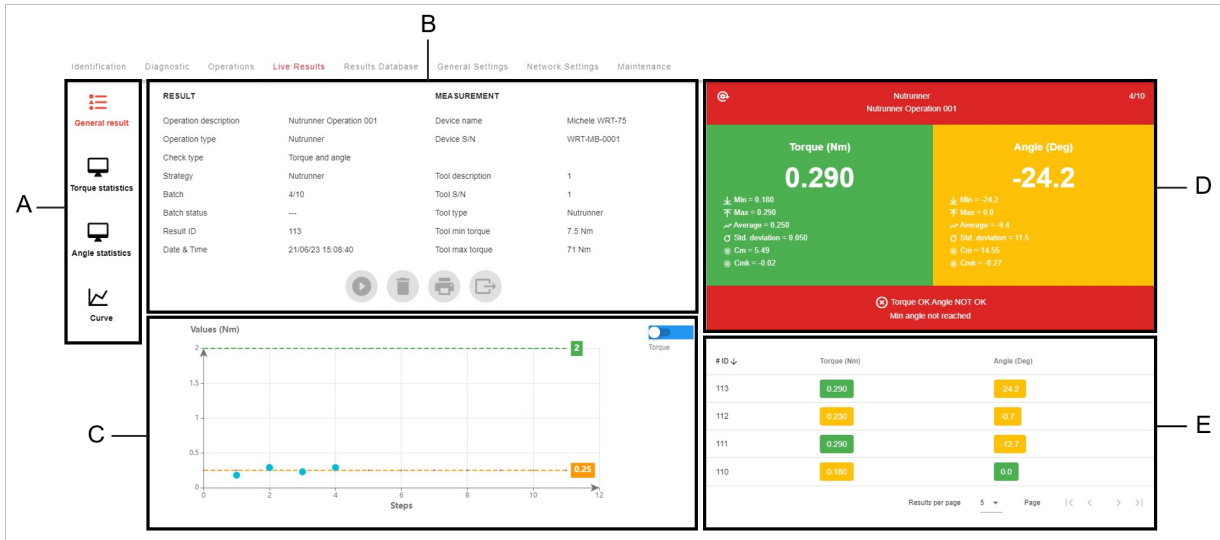 B
Identification Diagnostic Operations Live Results Results Database General Settings Network Settings Maintenance
A
General result
Torque statistics
Angle statistics
Curve
RESULT MEASUREMENT
Operation description Nutrunner Operation 001 Device name Michele WRT-75
Operation type Nutrunner Device S/N WRT-MB-0001
Check type Torque and angle
Strategy Nutrunner Tool description 1
Batch 4/10 Tool S/N 1
Batch status --- Tool type Nutrunner
Result ID 113 Tool min torque 7.5 Nm
Date & Time 21/06/23 15:08:40 Tool max torque 71 Nm
D
Nutrunner 4/10
Nutrunner Operation 001
Torque (Nm) Angle (Deg)
0.290 -24.2
Min = 0.180 Min = -24.2
Max = 0.290 Max = 0.0
Average = 0.250 Average = -9.4
Std. deviation = 0.050 Std. deviation = 11.5
Cm = 5.49 Cm = 14.55
Cmk = -0.02 Cmk = -0.27
Torque OK Angle NOT OK
Min angle not reached
C
Values (Nm)
Torque
2 2
1.5
1
0.5
0.25
0
0 2 4 6 8 10 12
Steps
E
# ID Torque (Nm) Angle (Deg)
113 0.290 -24.2
112 0.230 -0.7
111 0.290 -12.7
110 0.180 0.0
Results per page 5 Page